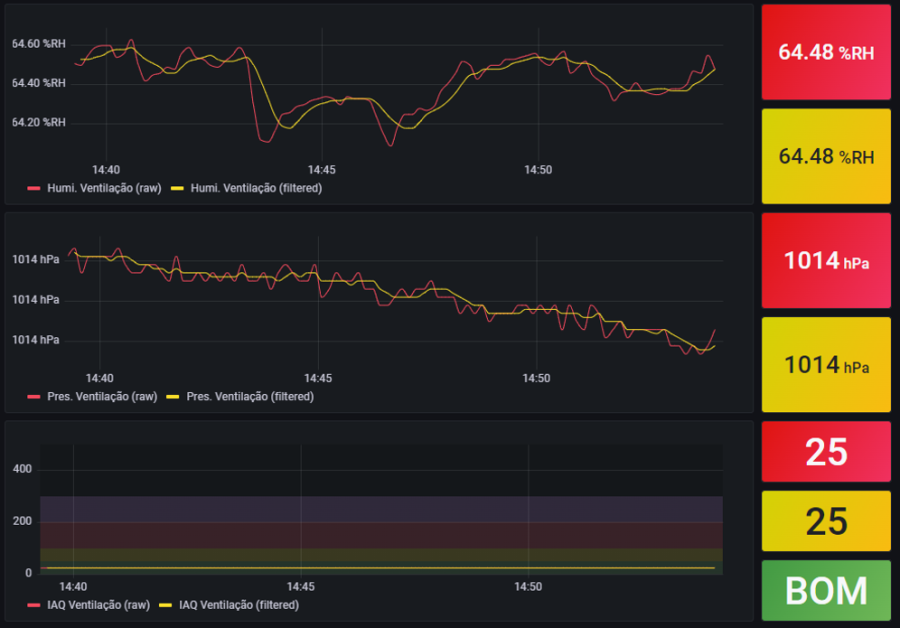 54.60 %RH
54.40 %RH
54.20 %RH
14:40 14:45 14:50
Humi. Ventilação (raw) Humi. Ventilação (filtered)
64.48 %RH
64.48 %RH
1014 hPa
1014 hPa
1014 hPa
14:40 14:45 14:50
Pres. Ventilação (raw) Pres. Ventilação (filtered)
1014 hPa
1014 hPa
400
200
0
14:40 14:45 14:50
IAQ Ventilação (raw) IAQ Ventilação (filtered)
25
25
BOM